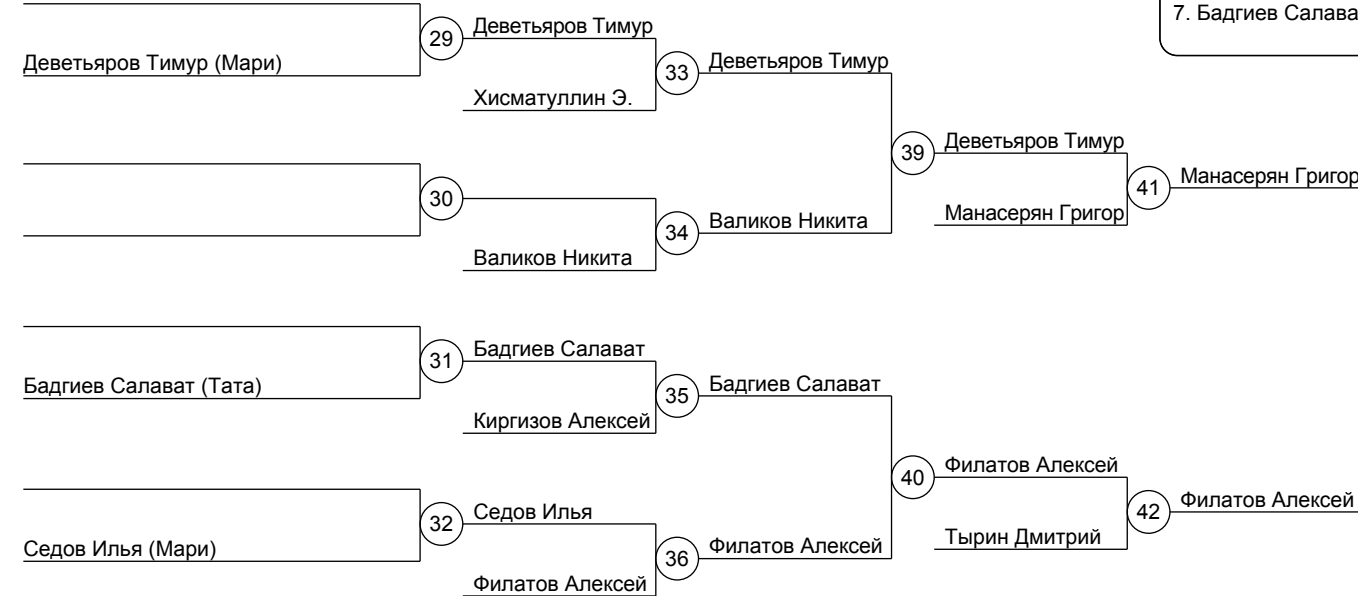 7. Бадгиев Салава
29
Деветьяров Тимур
Деветьяров Тимур (Мари)
33
Деветьяров Тимур
Хисматуллин Э.
39
Деветьяров Тимур
41
Манасерян Григор
30
34
Валиков Никита
Манасерян Григор
Валиков Никита
31
Бадгиев Салават
Бадгиев Салават (Тата)
35
Бадгиев Салават
Киргизов Алексей
40
Филатов Алексей
42
Филатов Алексей
32
Седов Илья
Тырин Дмитрий
Седов Илья (Мари)
36
Филатов Алексей
Филатов Алексей